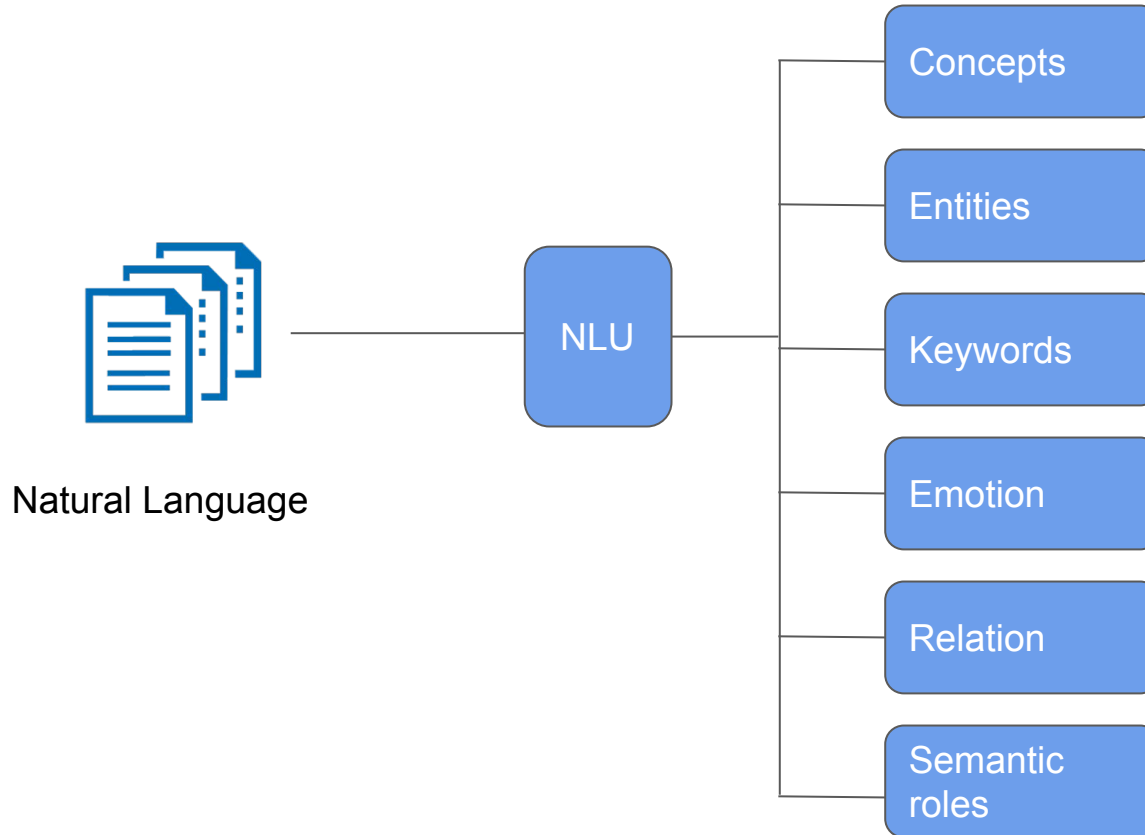 Concepts
Entities
NLU
Keywords
Natural Language
Emotion
Relation
Semantic
roles